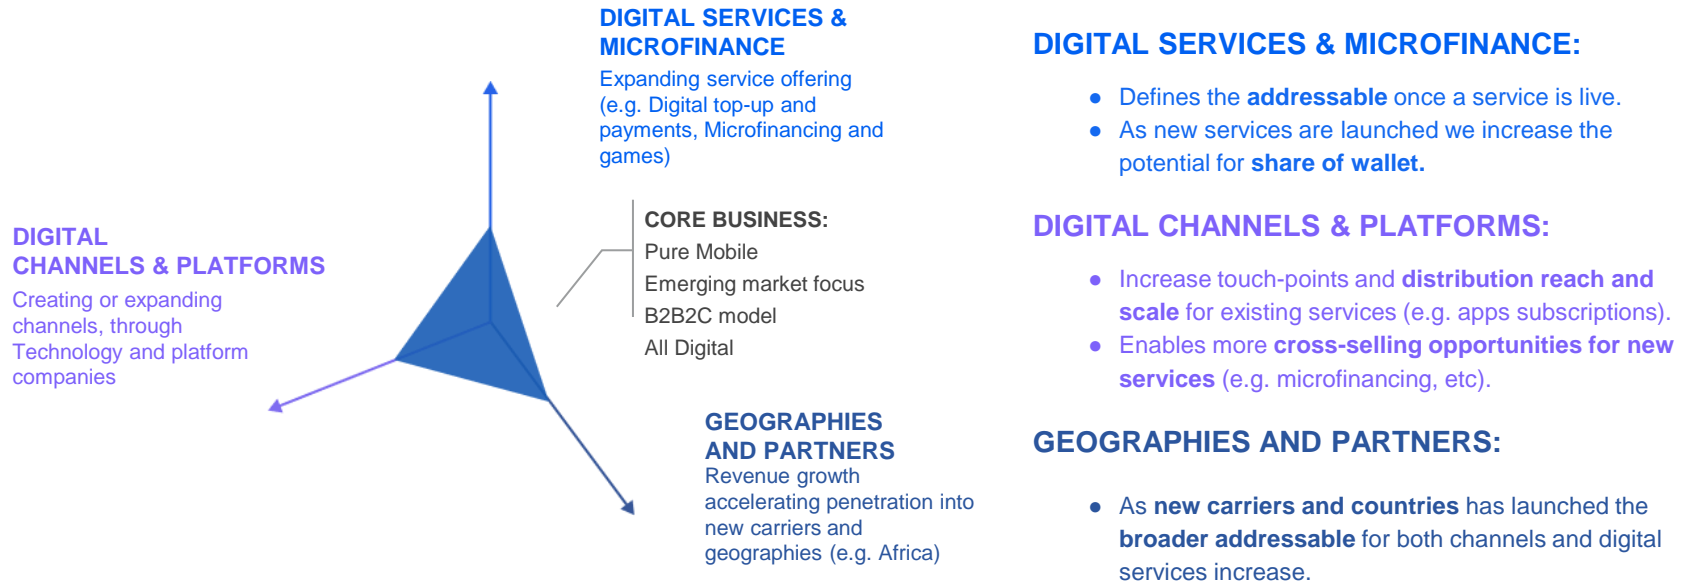 DIGITAL SERVICES &
MICROFINANCE
Expanding service offering
(e.g. Digital top-up and
payments, Microfinancing and
games)
CORE BUSINESS:
Pure Mobile
Emerging market focus
B2B2C model
All Digital
DIGITAL
CHANNELS & PLATFORMS
Creating or expanding
channels, through
Technology and platform
companies
GEOGRAPHIES
AND PARTNERS
Revenue growth
accelerating penetration into
new carriers and
geographies (e.g. Africa)
DIGITAL SERVICES & MICROFINANCE:
● Defines the addressable once a service is live.
● As new services are launched we increase the
potential for share of wallet.
DIGITAL CHANNELS & PLATFORMS:
● Increase touch-points and distribution reach and
scale for existing services (e.g. apps subscriptions).
● Enables more cross-selling opportunities for new
services (e.g. microfinancing, etc).
GEOGRAPHIES AND PARTNERS:
● As new carriers and countries has launched the
broader addressable for both channels and digital
services increase.